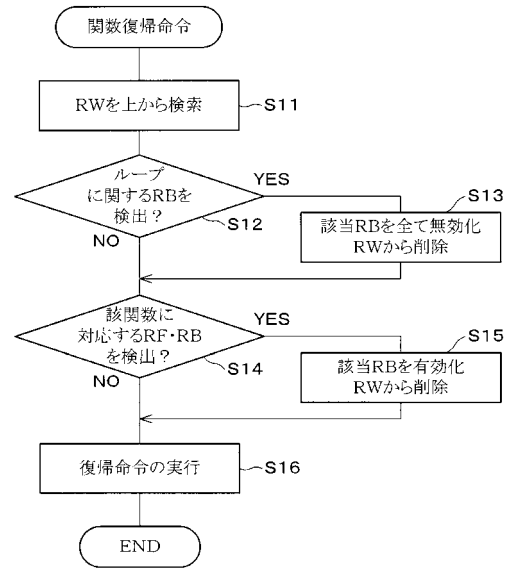 関数復帰命令
RWを上から検索
S11
ループ
に関するRBを
検出？
YES
S12
NO
S13
該当RBを全て無効化
RWから削除
該関数に
対応するRF・RB
を検出？
YES
S14
NO
S15
該当RBを有効化
RWから削除
復帰命令の実行
S16
END